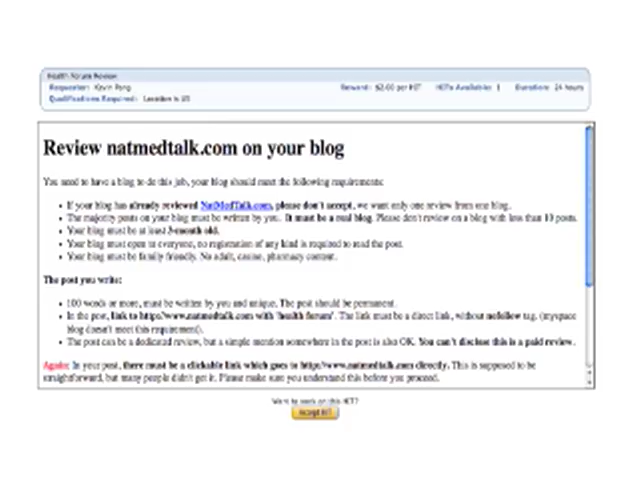 Health Forum Review
Requester: Kevin Pang Reward: $2.00 per HIT HITs Available: 1 Duration: 24 hours
Qualifications Required: Location is US
Review natmedtalk.com on your blog
You need to have a blog to do this job, your blog should meet the following requirements:
• If your blog has already reviewed NatMedTalk.com, please don't accept, we want only one review from one blog.
• The majority posts on your blog must be written by you. It must be a real blog. Please don't review on a blog with less than 10 posts.
• Your blog must be at least 3-month old.
• Your blog must open to everyone, no registration of any kind is required to read the post.
• Your blog must be family friendly. No adult, casino, pharmacy content.
The post you write:
• 100 words or more, must be written by you and unique. The post should be permanent.
• In the post, link to http://www.natmedtalk.com with 'health forum'. The link must be a direct link, without nofollow tag. (myspace
blog doesn't meet this requirement).
• The post can be a dedicated review, but a simple mention somewhere in the post is also OK. You can't disclose this is a paid review.
Again: In your post, there must be a clickable link which goes to http://www.natmedtalk.com directly. This is supposed to be
straightforward, but many people didn't get it. Please make sure you understand this before you proceed.
Want to work on this HIT?
Accept HIT